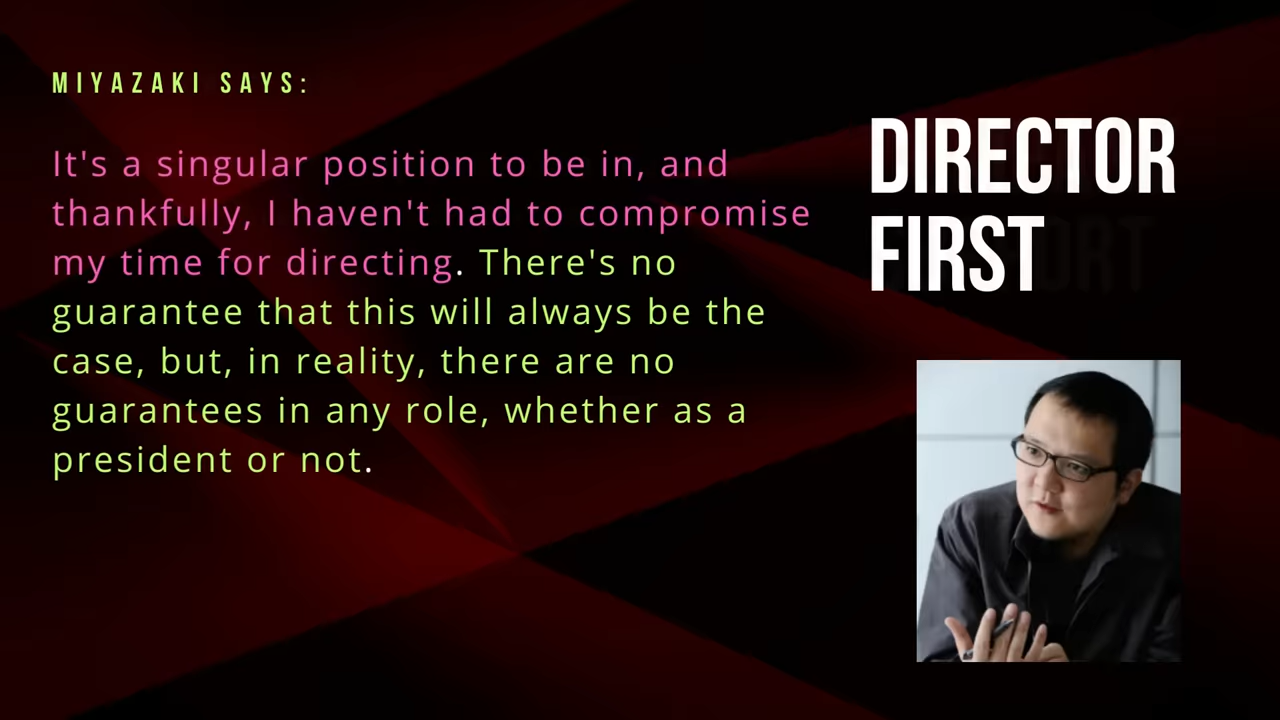 MIYAZAKI SAYS:
It's a singular position to be in, and
thankfully, I haven't had to compromise
my time for directing. There's no
guarantee that this will always be the
case, but, in reality, there are no
guarantees in any role, whether as a
president or not.
DIRECTOR
FIRST